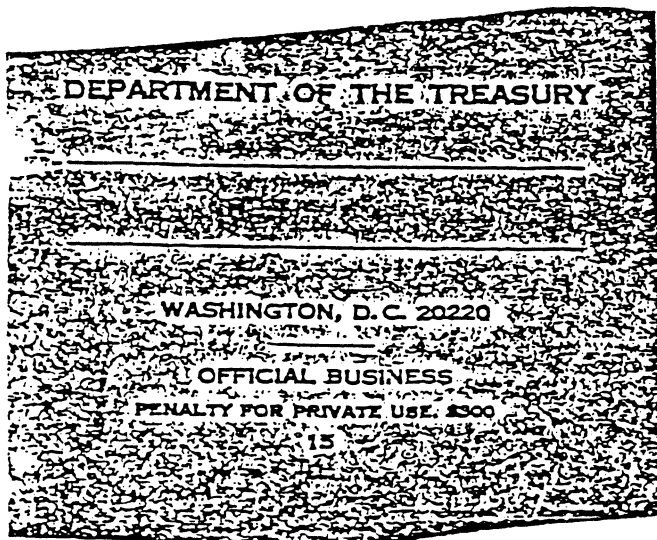 DEPARTMENT OF THE TREASURY
WASHINGTON, D.C. 20220
OFFICIAL BUSINESS
PENALTY FOR PRIVATE USE. $300
15